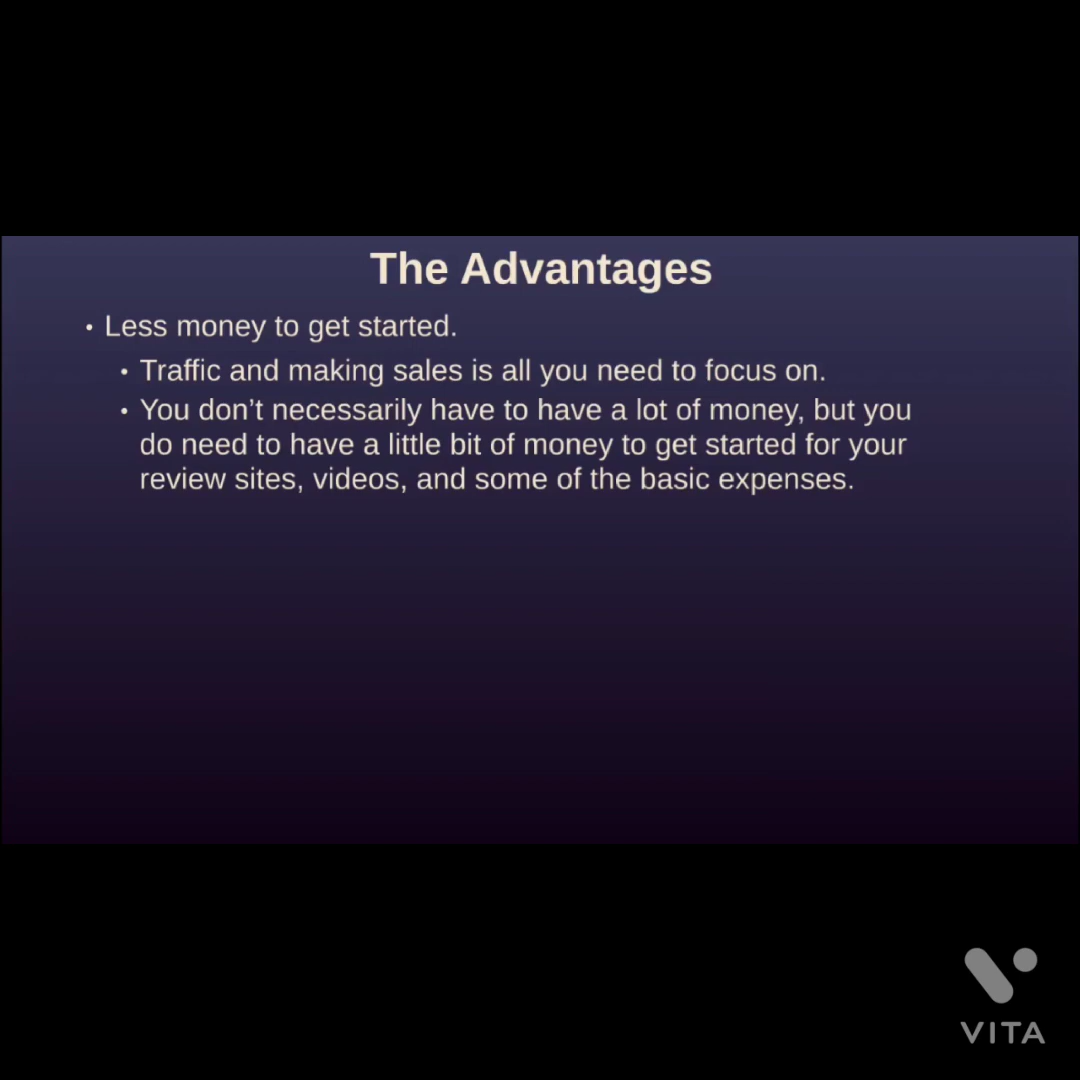 The Advantages
• Less money to get started.
• Traffic and making sales is all you need to focus on.
• You don’t necessarily have to have a lot of money, but you
do need to have a little bit of money to get started for your
review sites, videos, and some of the basic expenses.
VITA